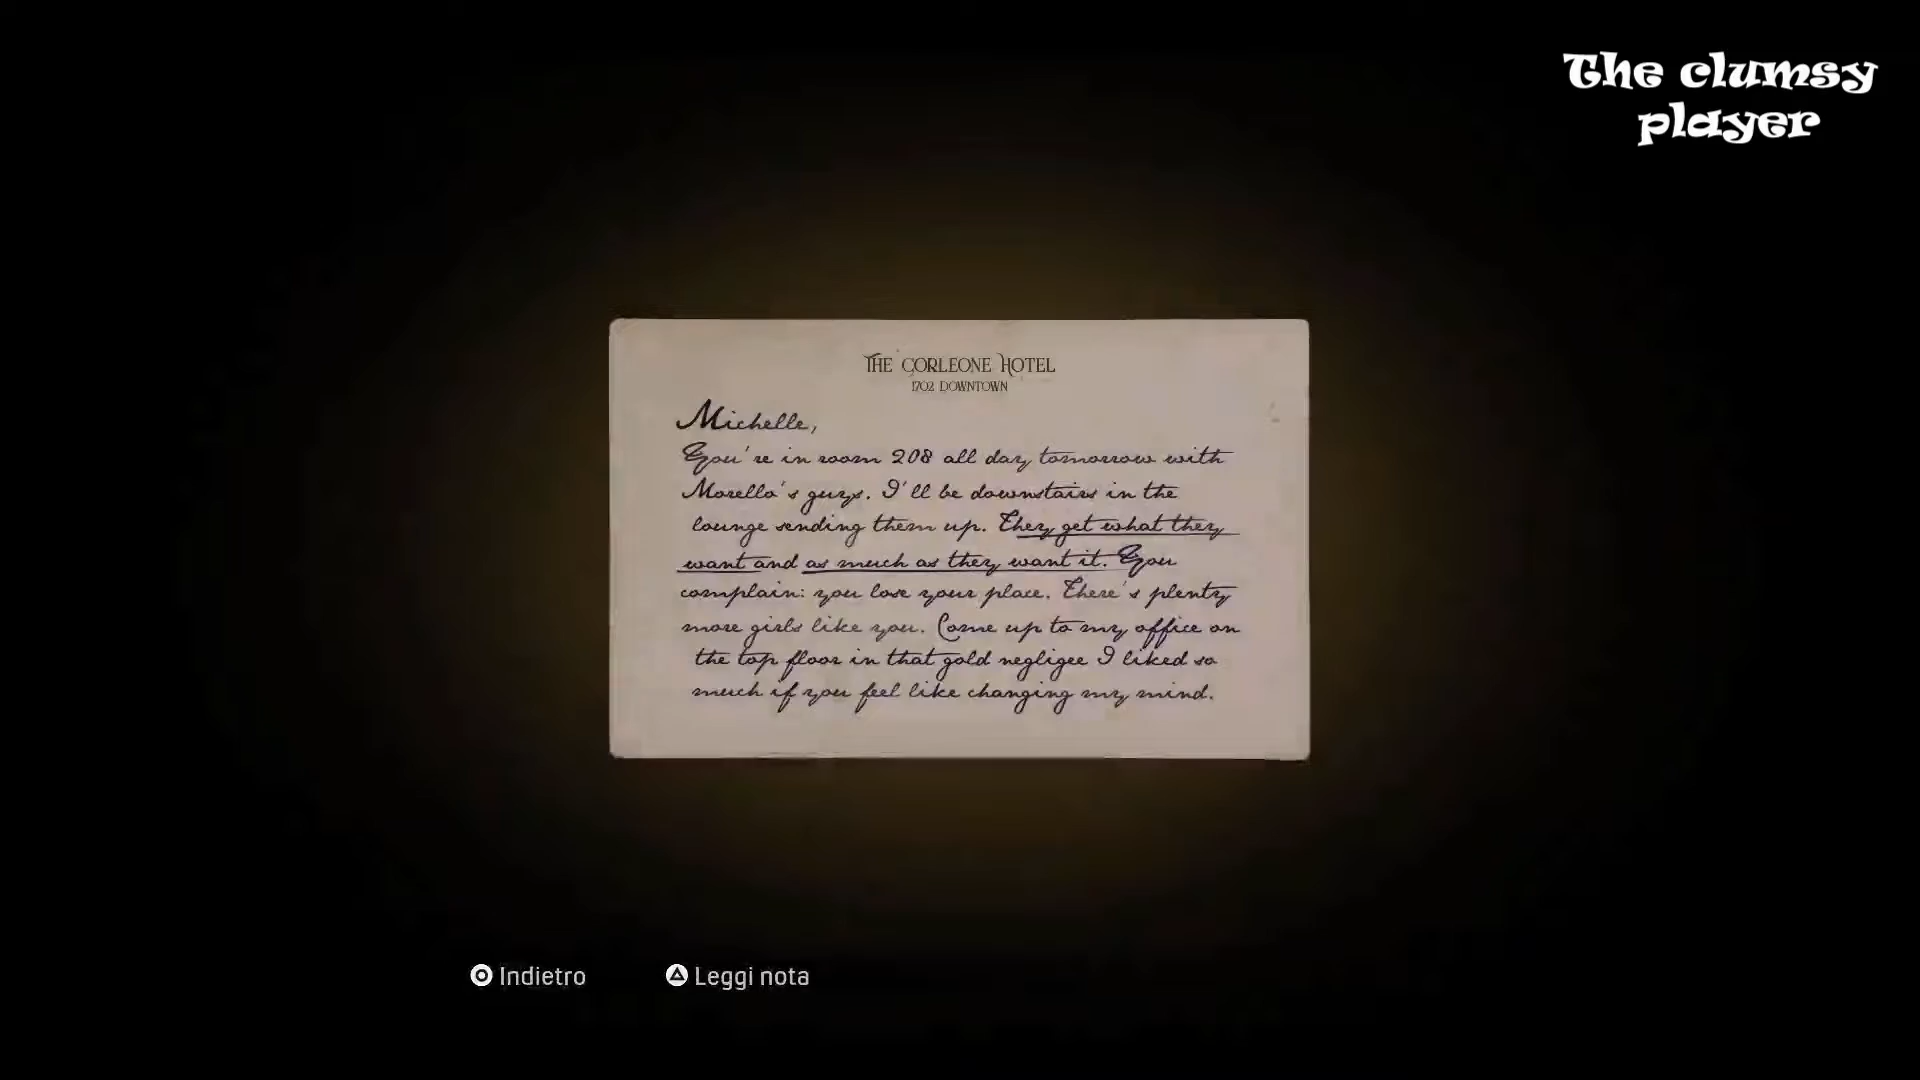 The clumsy
player
THE CORLEONE HOTEL
1702 DOWNTOWN
Michelle,
You're in room 208 all day tomorrow with
Morello's guys. I'll be downstairs in the
lounge sending them up. They get what they
want and as much as they want it. You
complain: you lose your place. There's plenty
more girls like you. Come up to my office on
the top floor in that gold negligee I liked so
much if you feel like changing my mind.
Indietro
Leggi nota